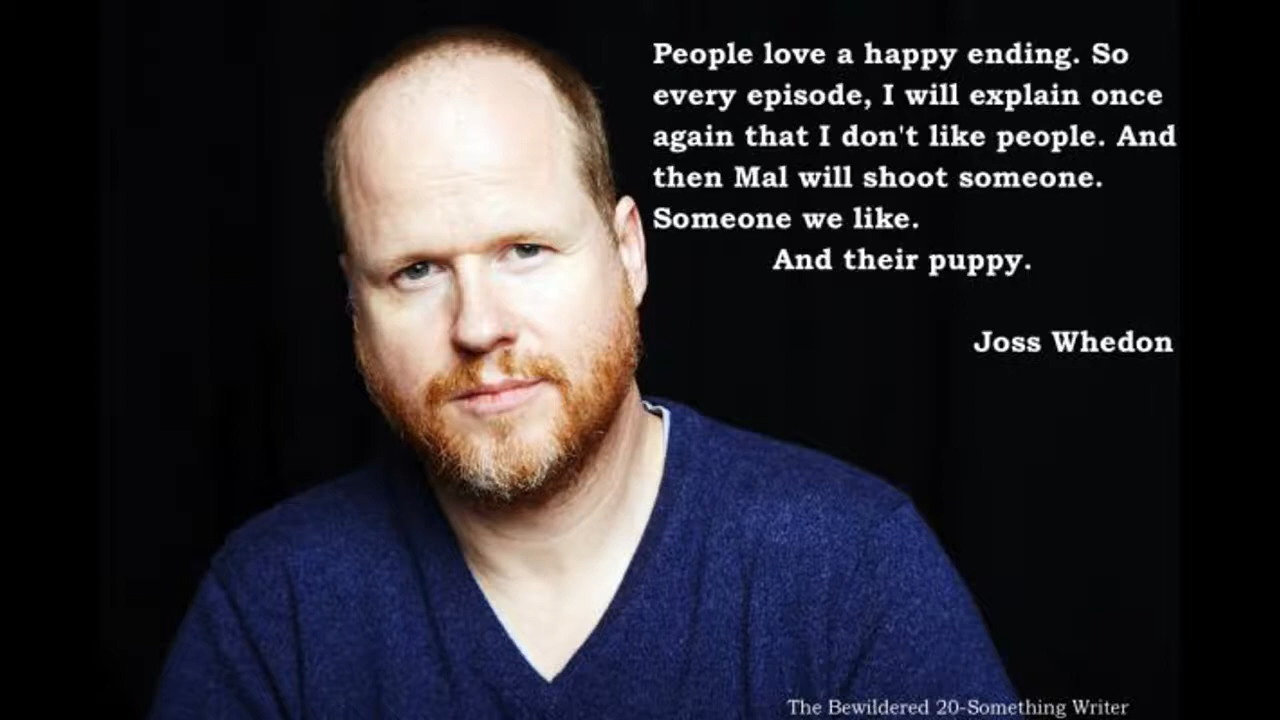 People love a happy ending. So
every episode, I will explain once
again that I don't like people. And
then Mal will shoot someone.
Someone we like.
And their puppy.
Joss Whedon
The Bewildered 20-Something Writer